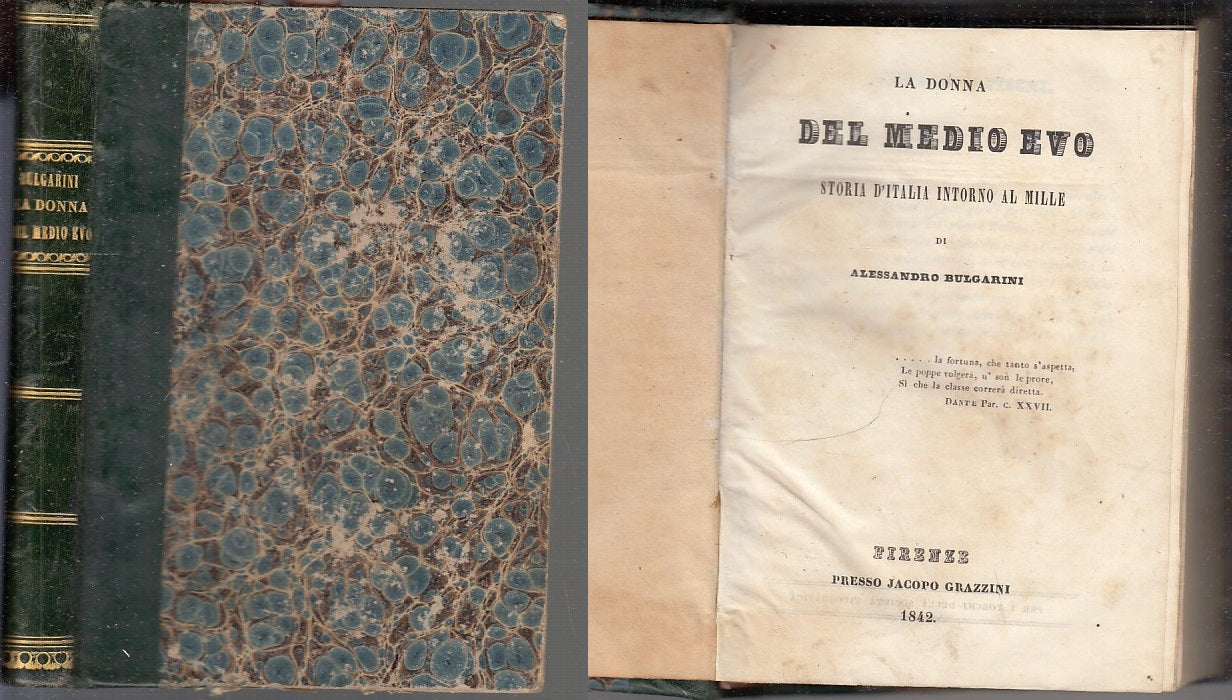 BULGARINI
LA DONNA
DEL MEDIO EVO
LA DONNA
DEL MEDIO EVO
STORIA D'ITALIA INTORNO AL MILLE
DI
ALESSANDRO BULGARINI
. . . . . la fortuna, che tanto s'aspetta,
Le poppe volgerà, u' son le prore,
Sì che la classe correrà diretta.
DANTE Par. C. XXVII.
FIRENZE
PRESSO JACOPO GRAZZINI
1842.